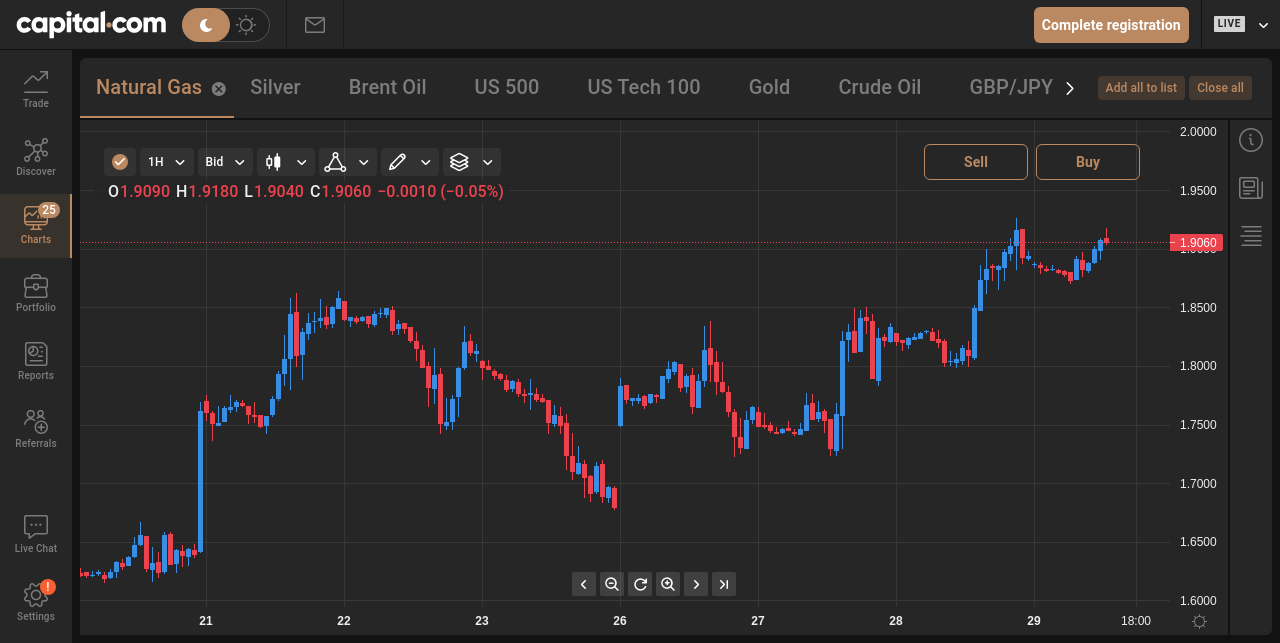 capital.com
Complete registration
LIVE
Trade
Discover
25
Charts
Portfolio
Reports
Referrals
Live Chat
!
Settings
Natural Gas
Silver
Brent Oil
US 500
US Tech 100
Gold
Crude Oil
GBP/JPY
Add all to list
Close all
1H
Bid
Sell
Buy
O1.9090 H1.9180 L1.9040 C1.9060 −0.0010 (−0.05%)
2.0000
1.9500
1.9060
1.8500
1.8000
1.7500
1.7000
1.6500
1.6000
21
22
23
26
27
28
29
18:00